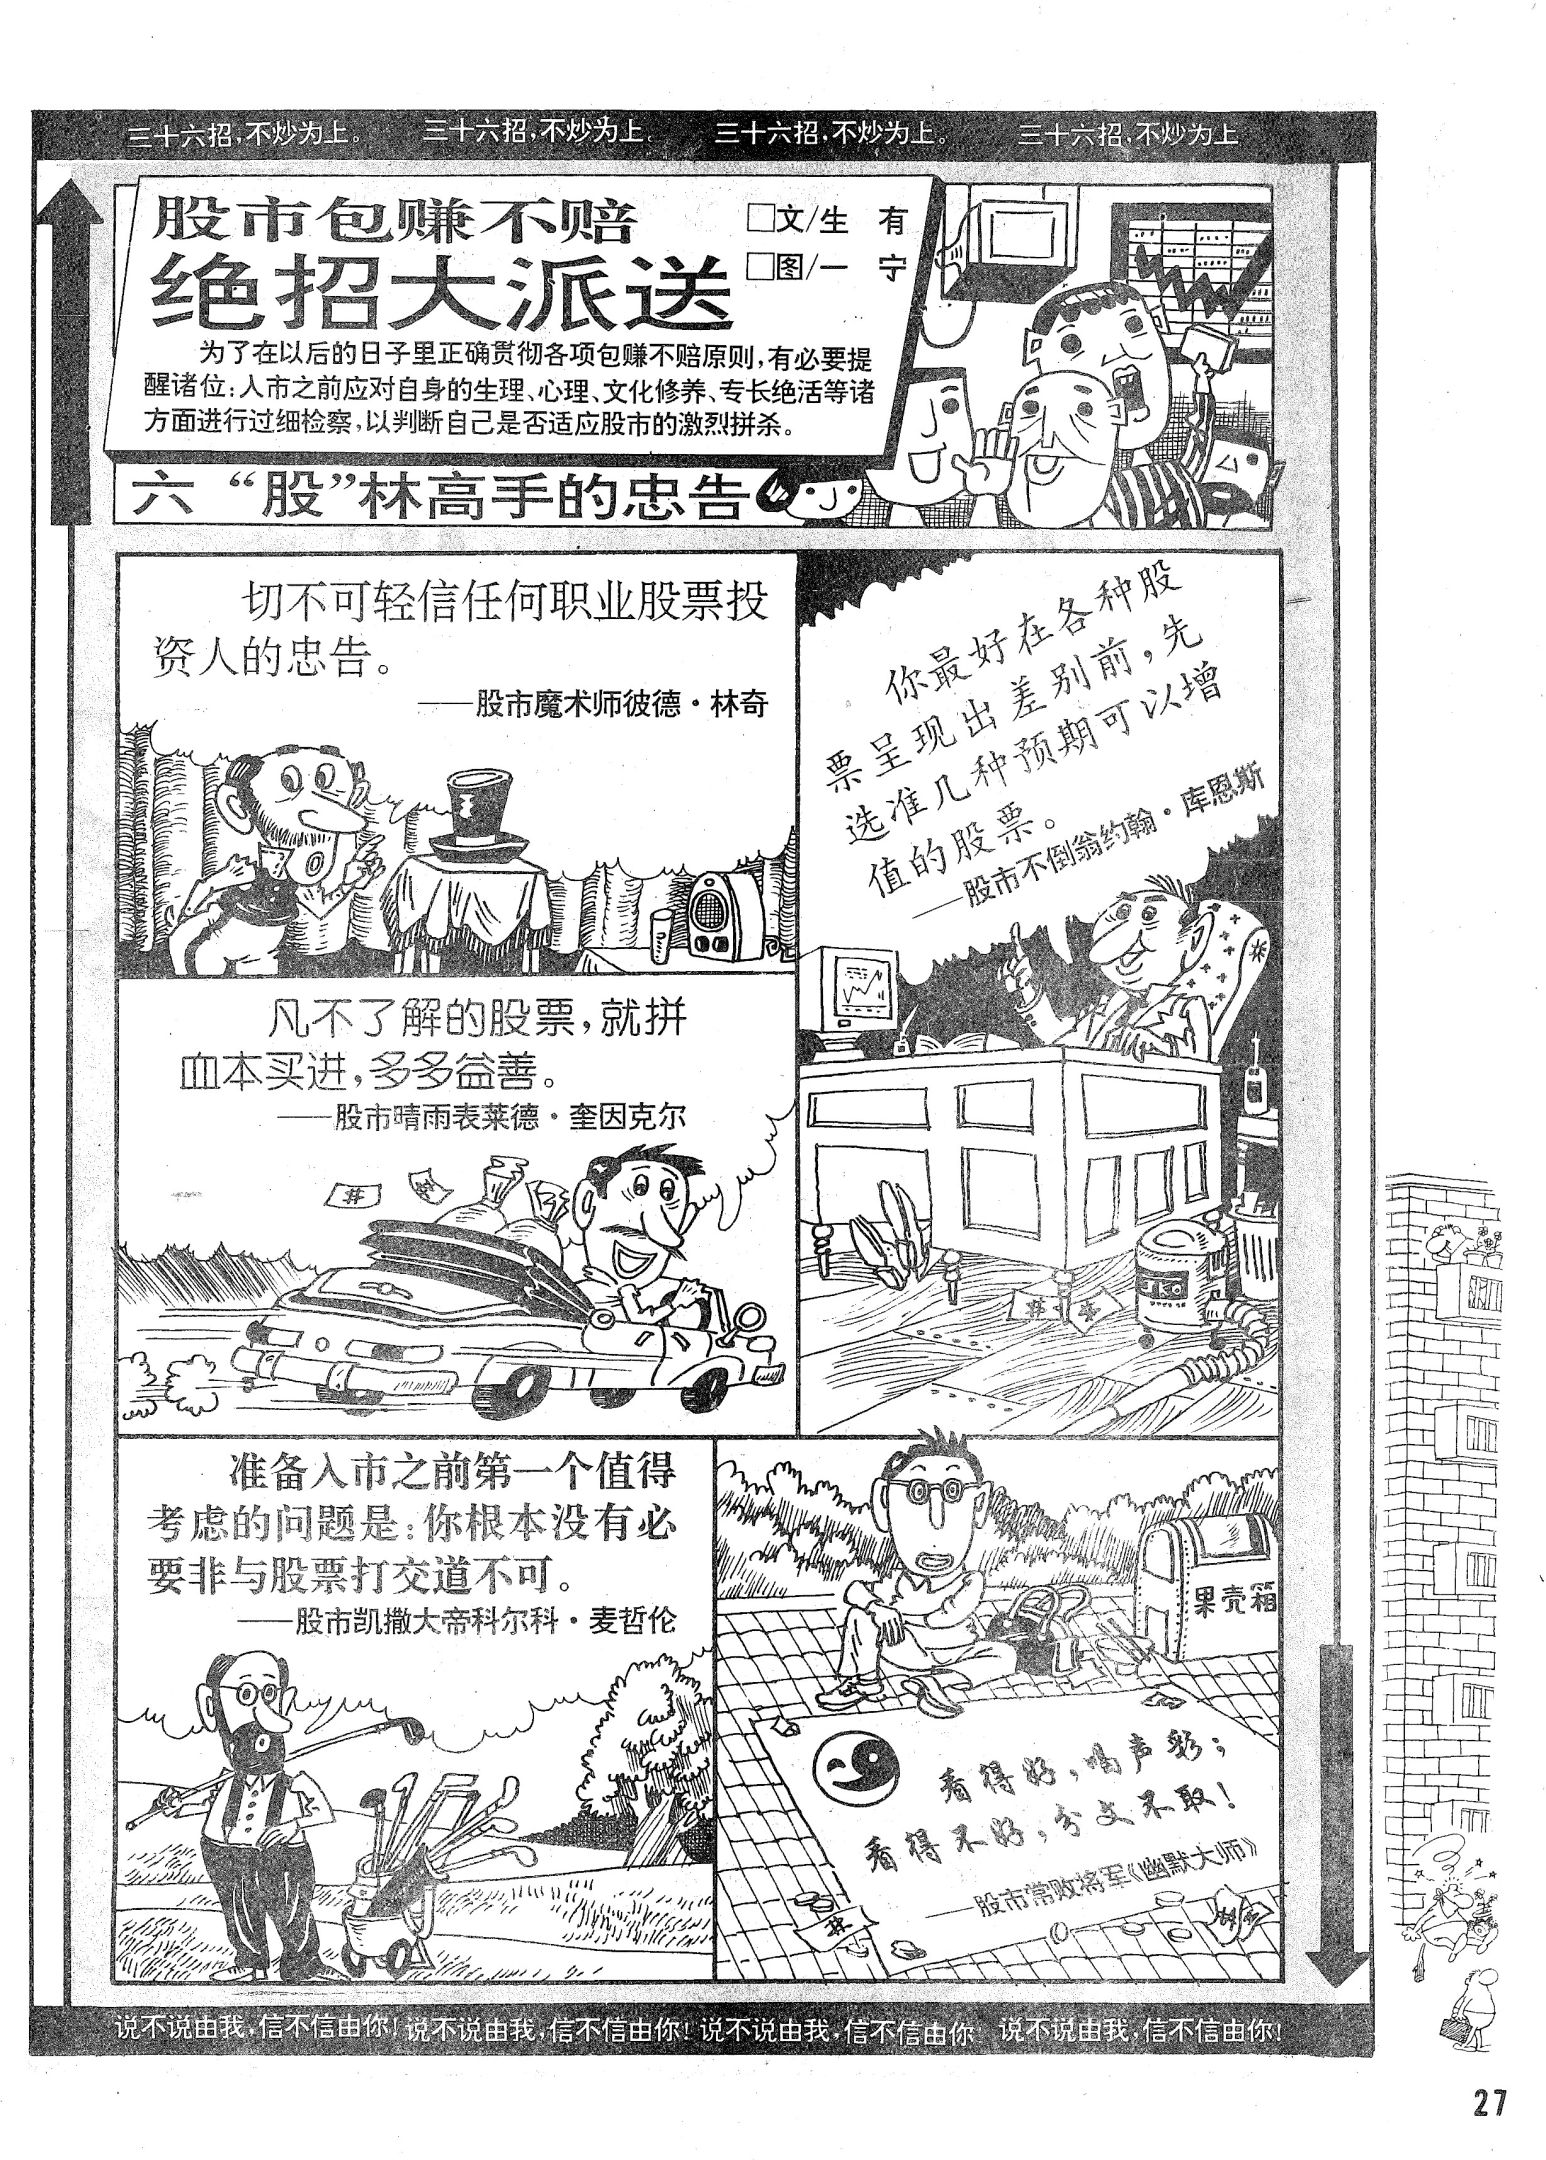 三十六招，不炒为上。 三十六招，不炒为上。 三十六招，不炒为上。 三十六招，不炒为上
股市包赚不赔
绝招大派送
□文/生 有
□图/一 宁
为了在以后的日子里正确贯彻各项包赚不赔原则，有必要提
醒诸位：入市之前应对自身的生理、心理、文化修养、专长绝活等诸
方面进行过细检察，以判断自己是否适应股市的激烈拼杀。
六 “股”林高手的忠告
切不可轻信任何职业股票投
资人的忠告。
——股市魔术师彼德·林奇
你最好在各种股
票呈现出差别前，先
选准几种预期可以增
值的股票。
——股市不倒翁约翰·库恩斯
凡不了解的股票，就拼
血本买进，多多益善。
——股市晴雨表莱德·奎因克尔
准备入市之前第一个值得
考虑的问题是：你根本没有必
要非与股票打交道不可。
——股市凯撒大帝科尔科·麦哲伦
果壳箱
看得好，喝声彩；
看得不好，分文不取！
——股市常败将军《幽默大师》
说不说由我，信不信由你！ 说不说由我，信不信由你！ 说不说由我，信不信由你 说不说由我，信不信由你！
27